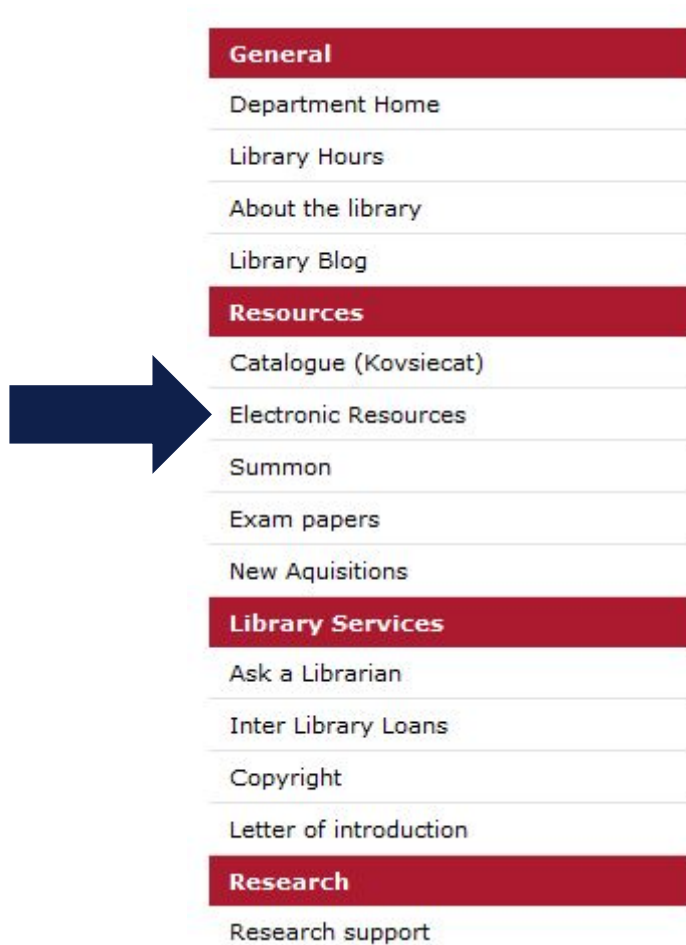 General
Department Home
Library Hours
About the library
Library Blog
Resources
Catalogue (Kovsiecat)
Electronic Resources
Summon
Exam papers
New Aquisitions
Library Services
Ask a Librarian
Inter Library Loans
Copyright
Letter of introduction
Research
Research support